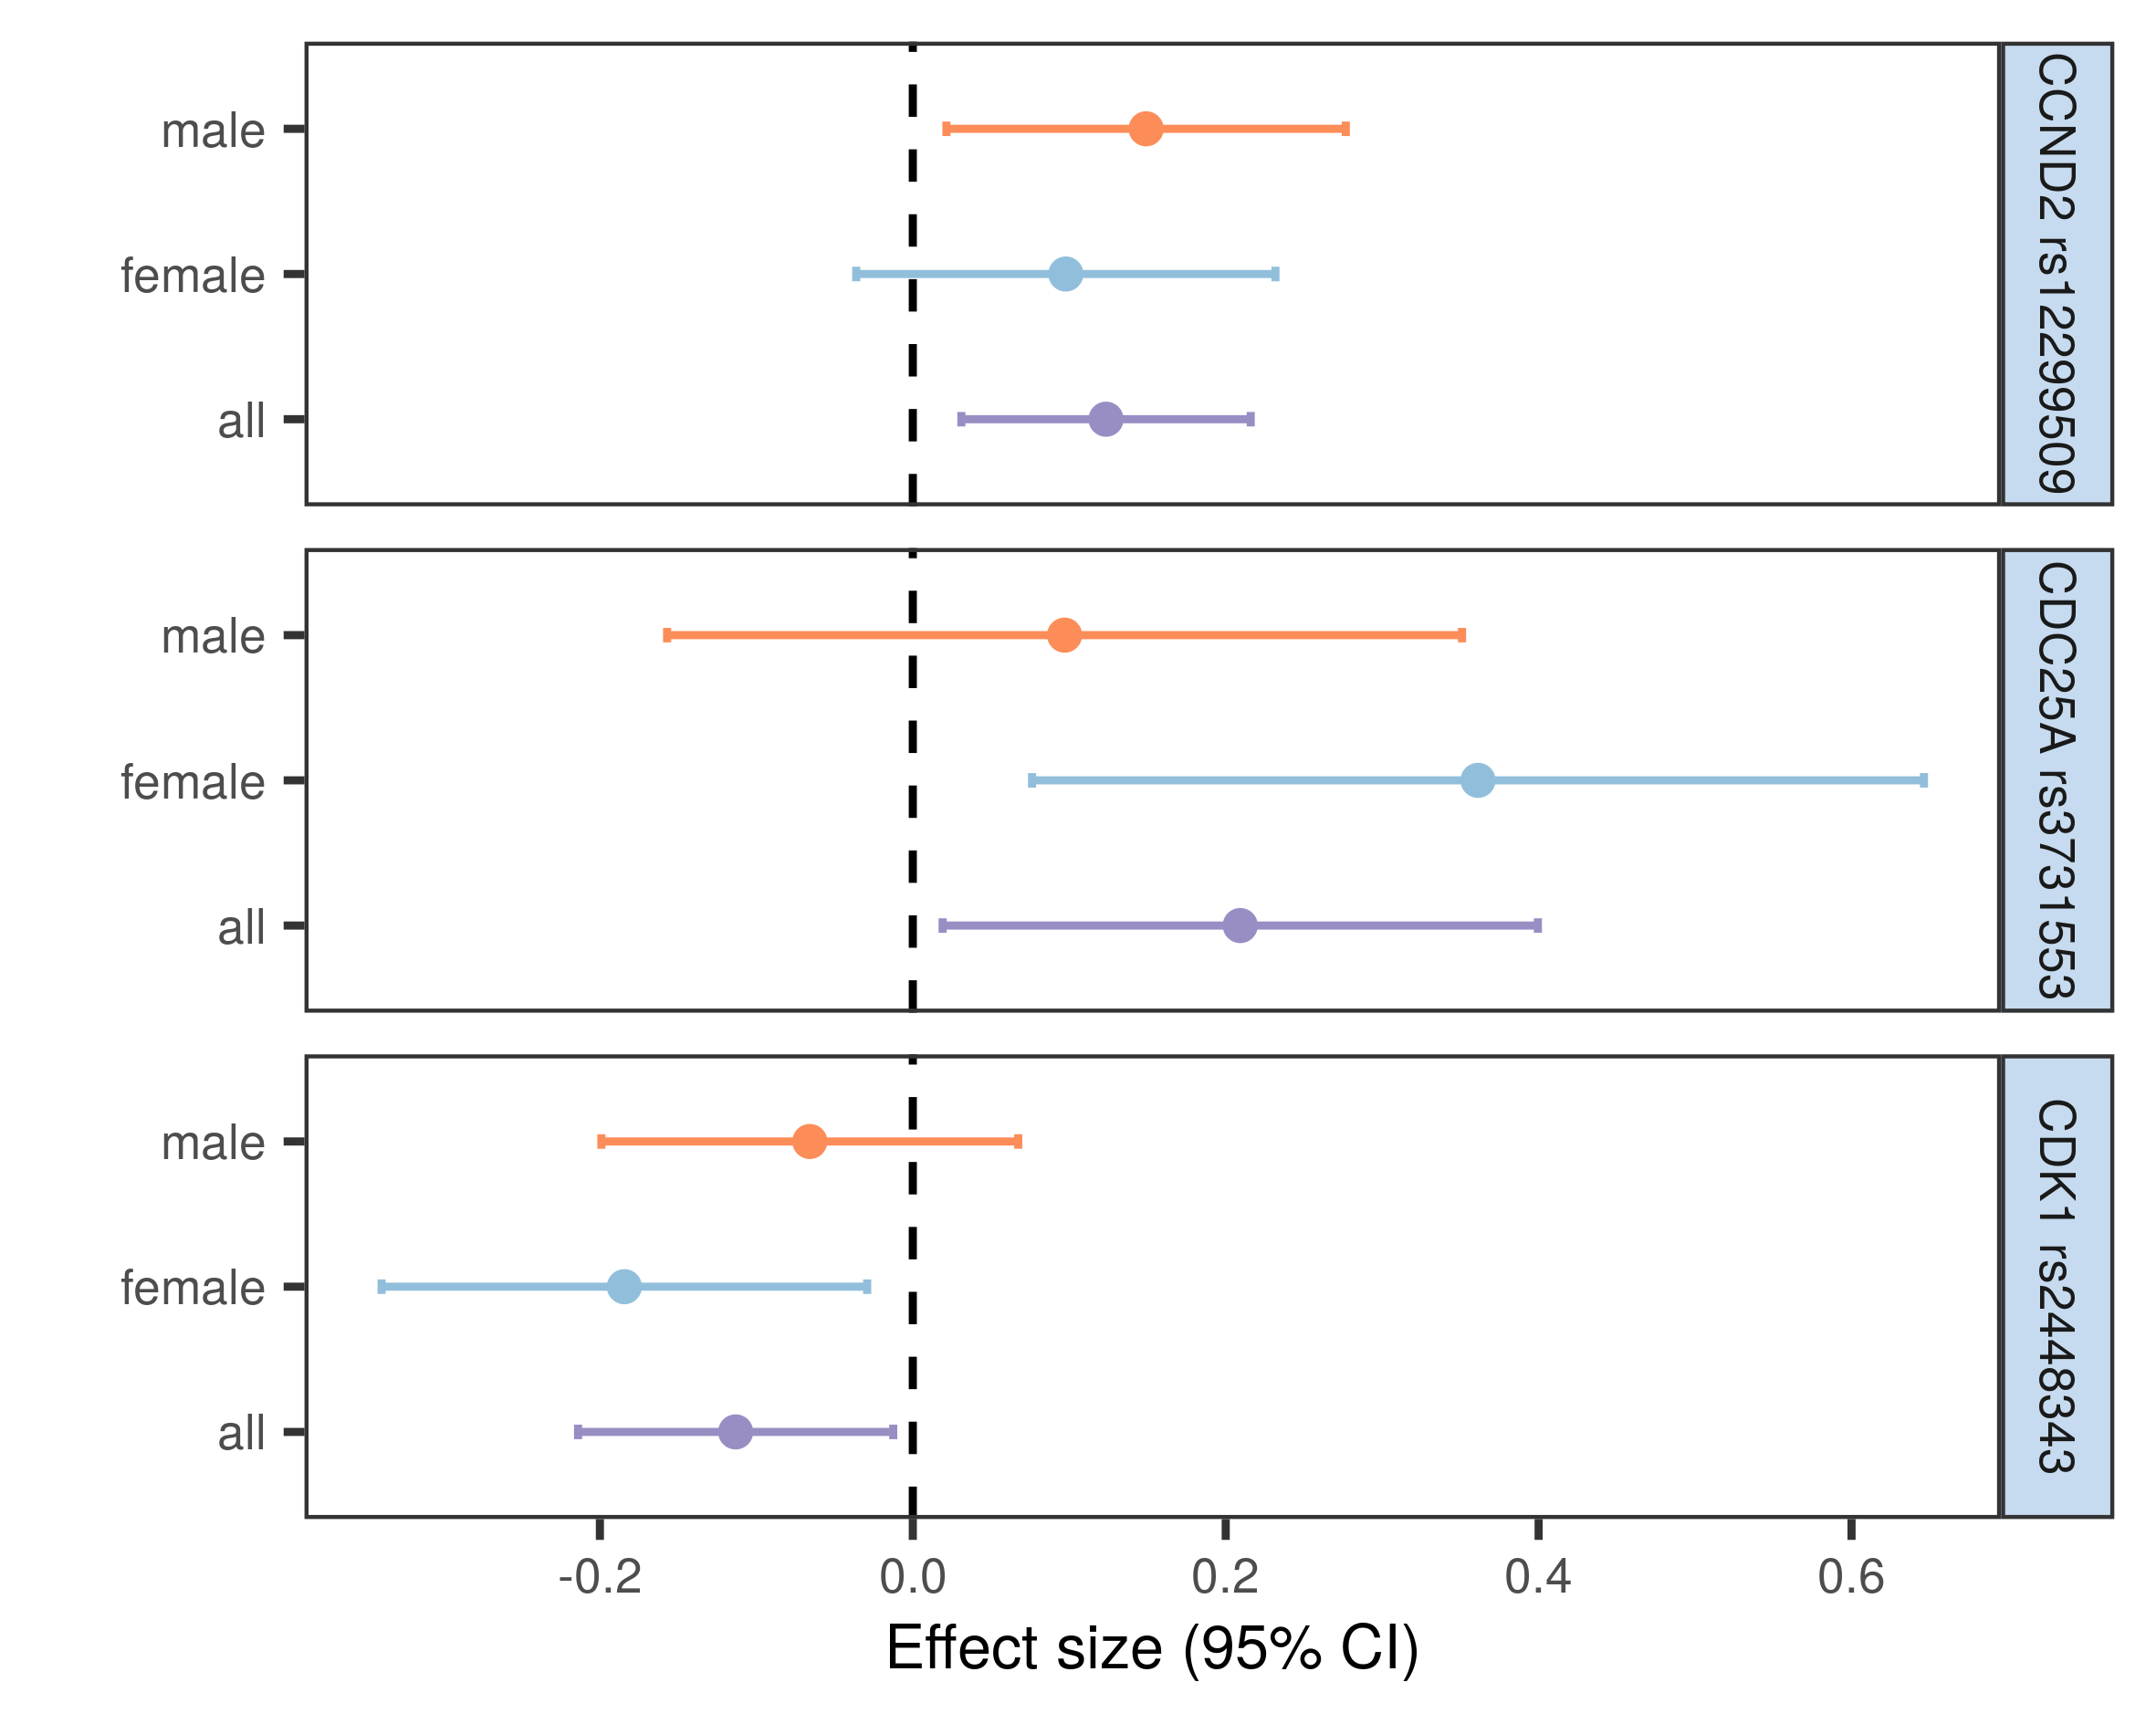 male
female
all
CCND2 rs12299509
male
female
all
CDC25A rs3731553
male
female
all
CDK1 rs2448343
-0.2 0.0 0.2 0.4 0.6
Effect size (95% CI)